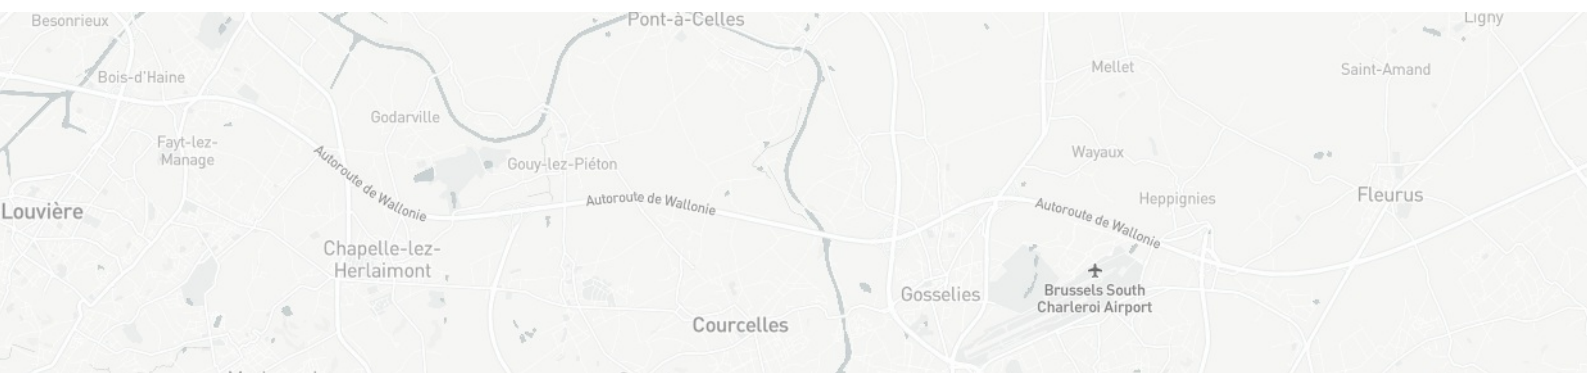 Besonrieux
Pont-à-Celles
Ligny
Bois-d'Haine
Mellet
Saint-Amand
Godarville
Fayt-lez-
Manage
Autoroute de Wallonie
Gouy-lez-Piéton
Wayaux
Louvière
Autoroute de Wallonie
Autoroute de Wallonie
Heppignies
Fleurus
Chapelle-lez-
Herlaimont
Gosselies
Brussels South
Charleroi Airport
Courcelles